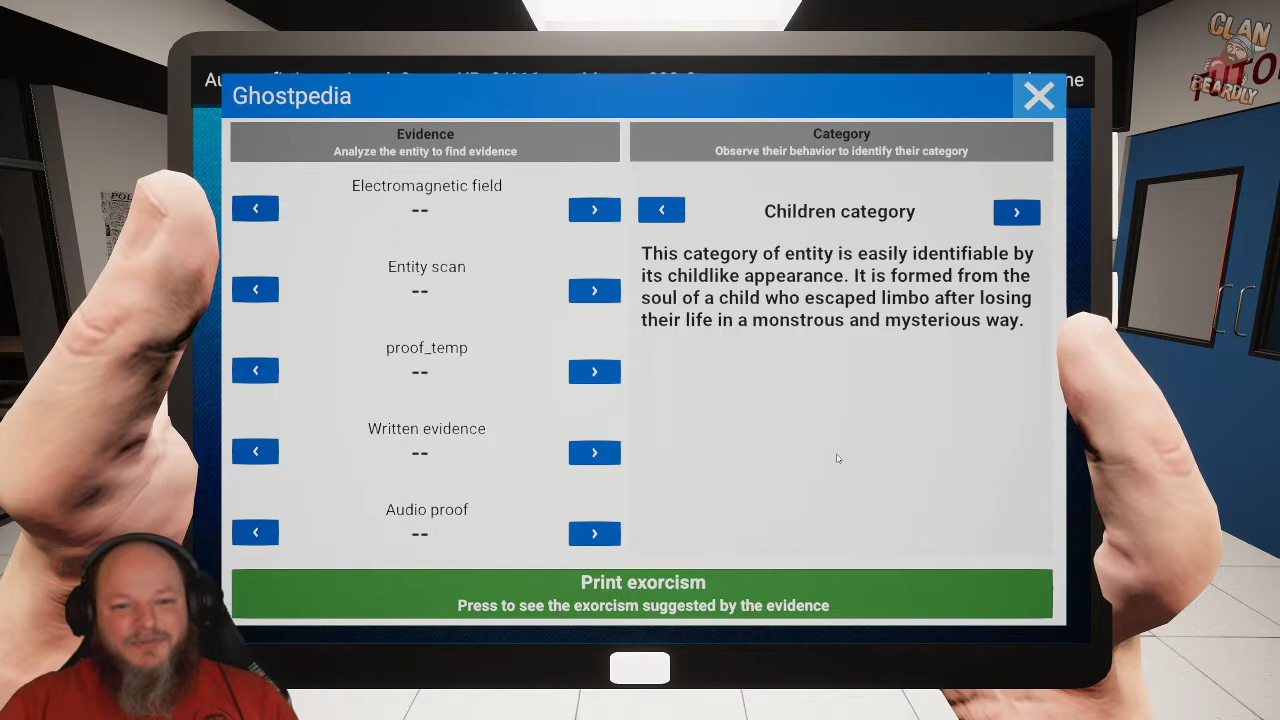 CLAN
BEARDLY
Ghostpedia
Evidence
Analyze the entity to find evidence
Electromagnetic field
--
Entity scan
--
proof_temp
--
Written evidence
--
Audio proof
--
Category
Observe their behavior to identify their category
Children category
This category of entity is easily identifiable by
its childlike appearance. It is formed from the
soul of a child who escaped limbo after losing
their life in a monstrous and mysterious way.
Print exorcism
Press to see the exorcism suggested by the evidence